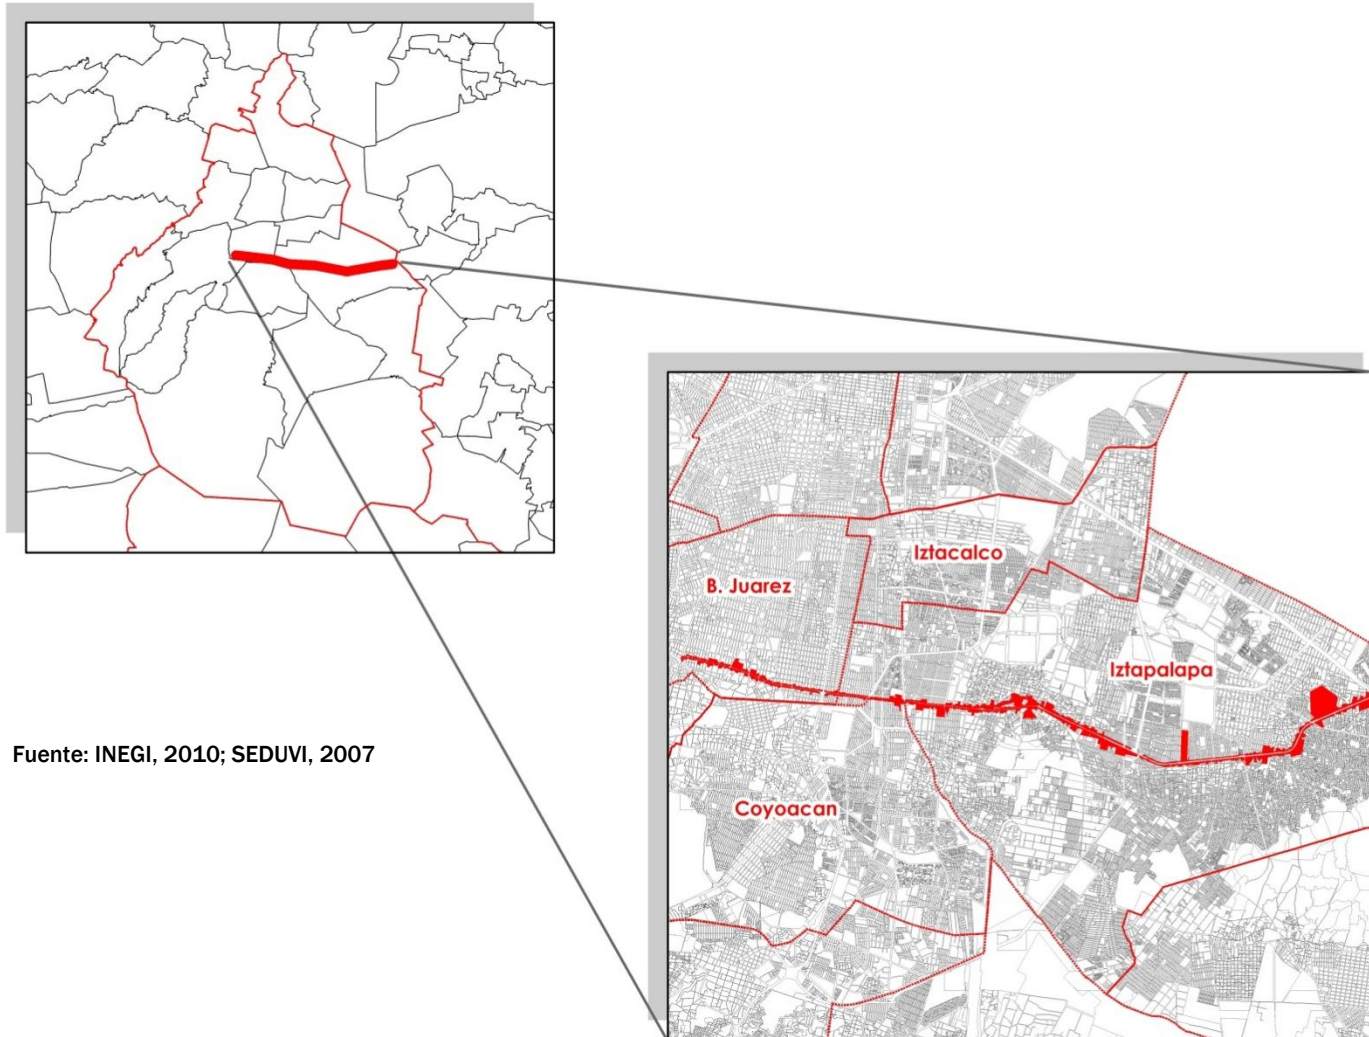 Iztacalco
B. Juarez
Iztapalapa
Fuente: INEGI, 2010; SEDUVI, 2007
Coyoacan